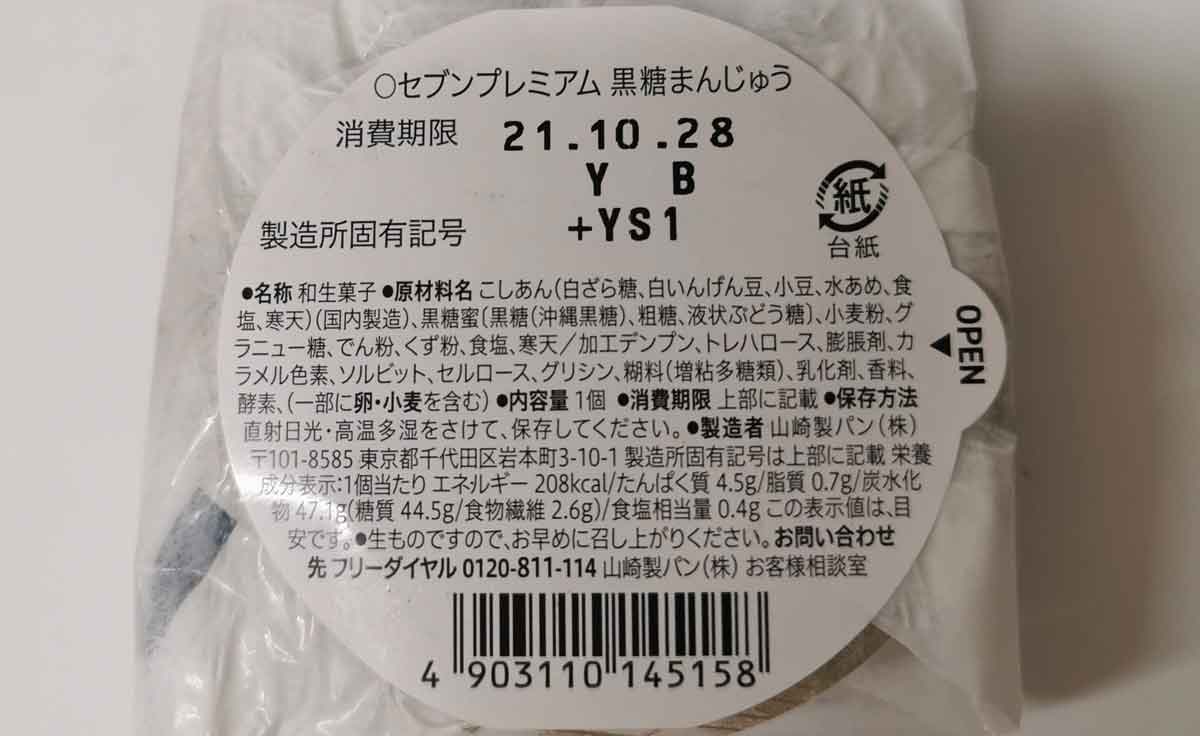 ○セブンプレミアム 黒糖まんじゅう
消費期限 21.10.28
Y B
製造所固有記号 +YS1
紙
台紙
●名称 和生菓子 ●原材料名 こしあん(白ざら糖、白いんげん豆、小豆、水あめ、食
塩、寒天)(国内製造)、黒糖蜜〔黒糖(沖縄黒糖)、粗糖、液状ぶどう糖〕、小麦粉、グ
ラニュー糖、でん粉、くず粉、食塩、寒天/加工デンプン、トレハロース、膨脹剤、カ
ラメル色素、ソルビット、セルロース、グリシン、糊料(増粘多糖類)、乳化剤、香料、
酵素、(一部に卵・小麦を含む) ●内容量 1個 ●消費期限 上部に記載 ●保存方法
直射日光・高温多湿をさけて、保存してください。●製造者 山崎製パン(株)
〒101-8585 東京都千代田区岩本町3-10-1 製造所固有記号は上部に記載 栄養
成分表示:1個当たり エネルギー 208kcal/たんぱく質 4.5g/脂質 0.7g/炭水化
物 47.1g(糖質 44.5g/食物繊維 2.6g)/食塩相当量 0.4g この表示値は、目
安です。●生ものですので、お早めに召し上がりください。お問い合わせ
先 フリーダイヤル 0120-811-114 山崎製パン(株) お客様相談室
◀OPEN
4 903110 145158